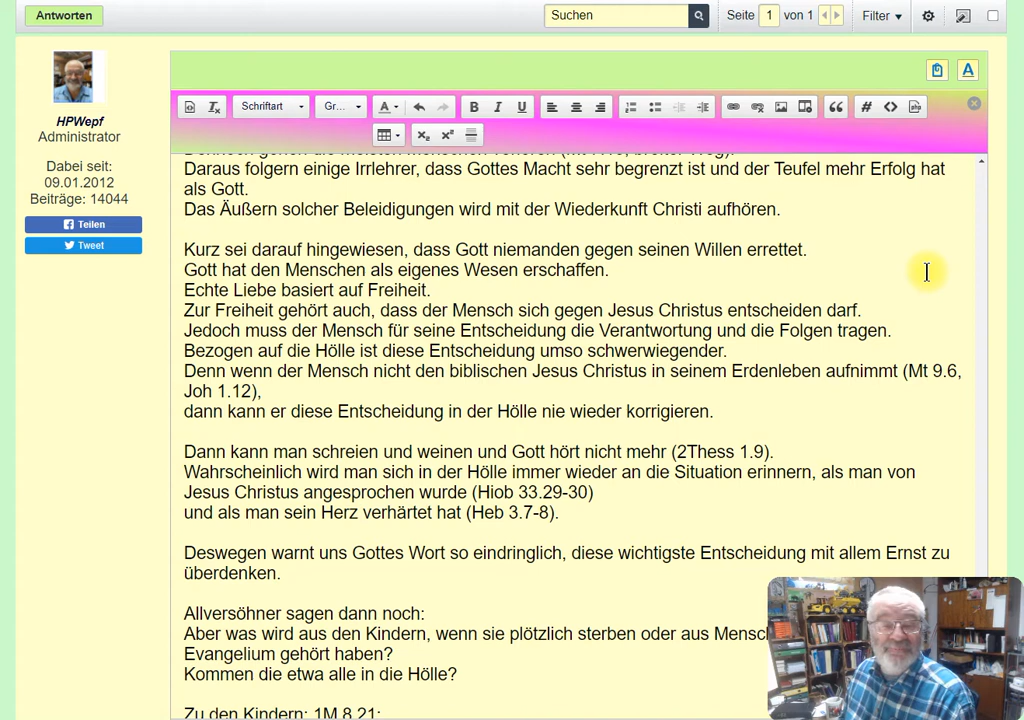 Antworten
Suchen
Seite 1 von 1
Filter
HPWepf
Administrator
Dabei seit:
09.01.2012
Beiträge: 14044
Teilen
Tweet
Schriftart
Gr...
Daraus folgern einige Irrlehrer, dass Gottes Macht sehr begrenzt ist und der Teufel mehr Erfolg hat
als Gott.
Das Äußern solcher Beleidigungen wird mit der Wiederkunft Christi aufhören.
Kurz sei darauf hingewiesen, dass Gott niemanden gegen seinen Willen errettet.
Gott hat den Menschen als eigenes Wesen erschaffen.
Echte Liebe basiert auf Freiheit.
Zur Freiheit gehört auch, dass der Mensch sich gegen Jesus Christus entscheiden darf.
Jedoch muss der Mensch für seine Entscheidung die Verantwortung und die Folgen tragen.
Bezogen auf die Hölle ist diese Entscheidung umso schwerwiegender.
Denn wenn der Mensch nicht den biblischen Jesus Christus in seinem Erdenleben aufnimmt (Mt 9.6,
Joh 1.12),
dann kann er diese Entscheidung in der Hölle nie wieder korrigieren.
Dann kann man schreien und weinen und Gott hört nicht mehr (2Thess 1.9).
Wahrscheinlich wird man sich in der Hölle immer wieder an die Situation erinnern, als man von
Jesus Christus angesprochen wurde (Hiob 33.29-30)
und als man sein Herz verhärtet hat (Heb 3.7-8).
Deswegen warnt uns Gottes Wort so eindringlich, diese wichtigste Entscheidung mit allem Ernst zu
überdenken.
Allversöhner sagen dann noch:
Aber was wird aus den Kindern, wenn sie plötzlich sterben oder aus Mensc
Evangelium gehört haben?
Kommen die etwa alle in die Hölle?
Zu den Kindern: 1M 8.21: